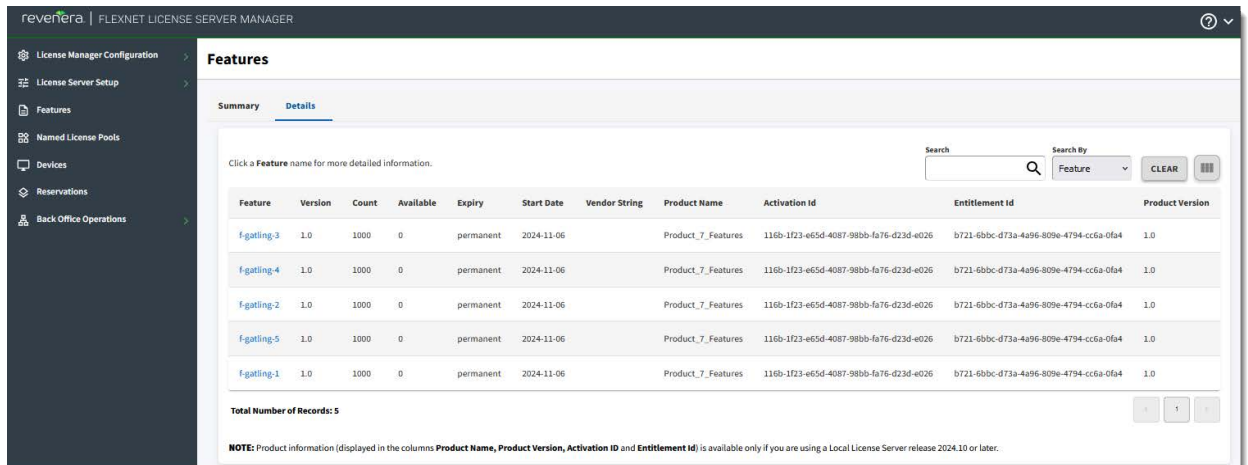 revenera. | FLEXNET LICENSE SERVER MANAGER
License Manager Configuration
License Server Setup
Features
Named License Pools
Devices
Reservations
Back Office Operations
Features
Summary Details
Click a Feature name for more detailed information.
Search
Search By
Feature
CLEAR
Feature Version Count Available Expiry Start Date Vendor String Product Name Activation Id Entitlement Id Product Version
f-gatling-3 1.0 1000 0 permanent 2024-11-06 Product_7_Features 116b-1f23-e65d-4087-98bb-fa76-d23d-e026 b721-6bbc-d73a-4a96-809e-4794-cc6a-0fa4 1.0
f-gatling-4 1.0 1000 0 permanent 2024-11-06 Product_7_Features 116b-1f23-e65d-4087-98bb-fa76-d23d-e026 b721-6bbc-d73a-4a96-809e-4794-cc6a-0fa4 1.0
f-gatling-2 1.0 1000 0 permanent 2024-11-06 Product_7_Features 116b-1f23-e65d-4087-98bb-fa76-d23d-e026 b721-6bbc-d73a-4a96-809e-4794-cc6a-0fa4 1.0
f-gatling-5 1.0 1000 0 permanent 2024-11-06 Product_7_Features 116b-1f23-e65d-4087-98bb-fa76-d23d-e026 b721-6bbc-d73a-4a96-809e-4794-cc6a-0fa4 1.0
f-gatling-1 1.0 1000 0 permanent 2024-11-06 Product_7_Features 116b-1f23-e65d-4087-98bb-fa76-d23d-e026 b721-6bbc-d73a-4a96-809e-4794-cc6a-0fa4 1.0
Total Number of Records: 5
1
NOTE: Product information (displayed in the columns Product Name, Product Version, Activation ID and Entitlement Id) is available only if you are using a Local License Server release 2024.10 or later.